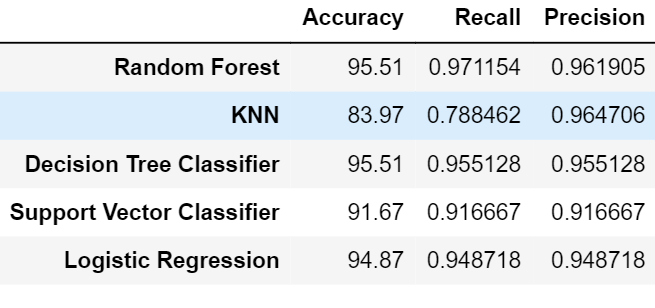 Accuracy Recall Precision
Random Forest 95.51 0.971154 0.961905
KNN 83.97 0.788462 0.964706
Decision Tree Classifier 95.51 0.955128 0.955128
Support Vector Classifier 91.67 0.916667 0.916667
Logistic Regression 94.87 0.948718 0.948718